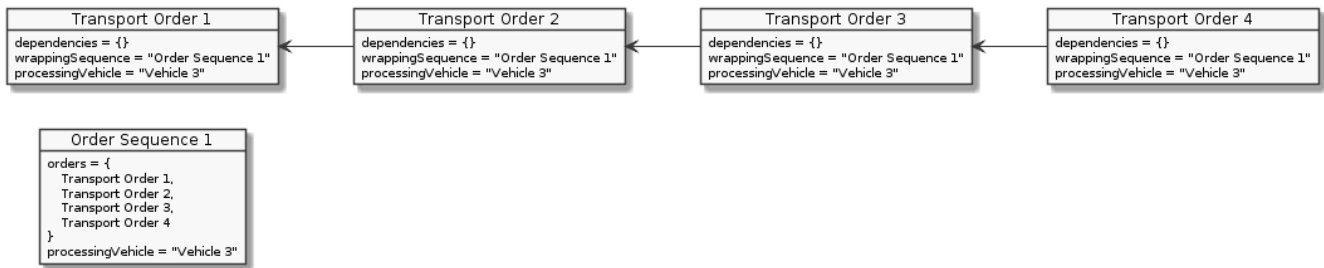 Transport Order 1
dependencies = {}
wrappingSequence = "Order Sequence 1"
processingVehicle = "Vehicle 3"
Transport Order 2
dependencies = {}
wrappingSequence = "Order Sequence 1"
processingVehicle = "Vehicle 3"
Transport Order 3
dependencies = {}
wrappingSequence = "Order Sequence 1"
processingVehicle = "Vehicle 3"
Transport Order 4
dependencies = {}
wrappingSequence = "Order Sequence 1"
processingVehicle = "Vehicle 3"
Order Sequence 1
orders = {
Transport Order 1,
Transport Order 2,
Transport Order 3,
Transport Order 4
}
processingVehicle = "Vehicle 3"